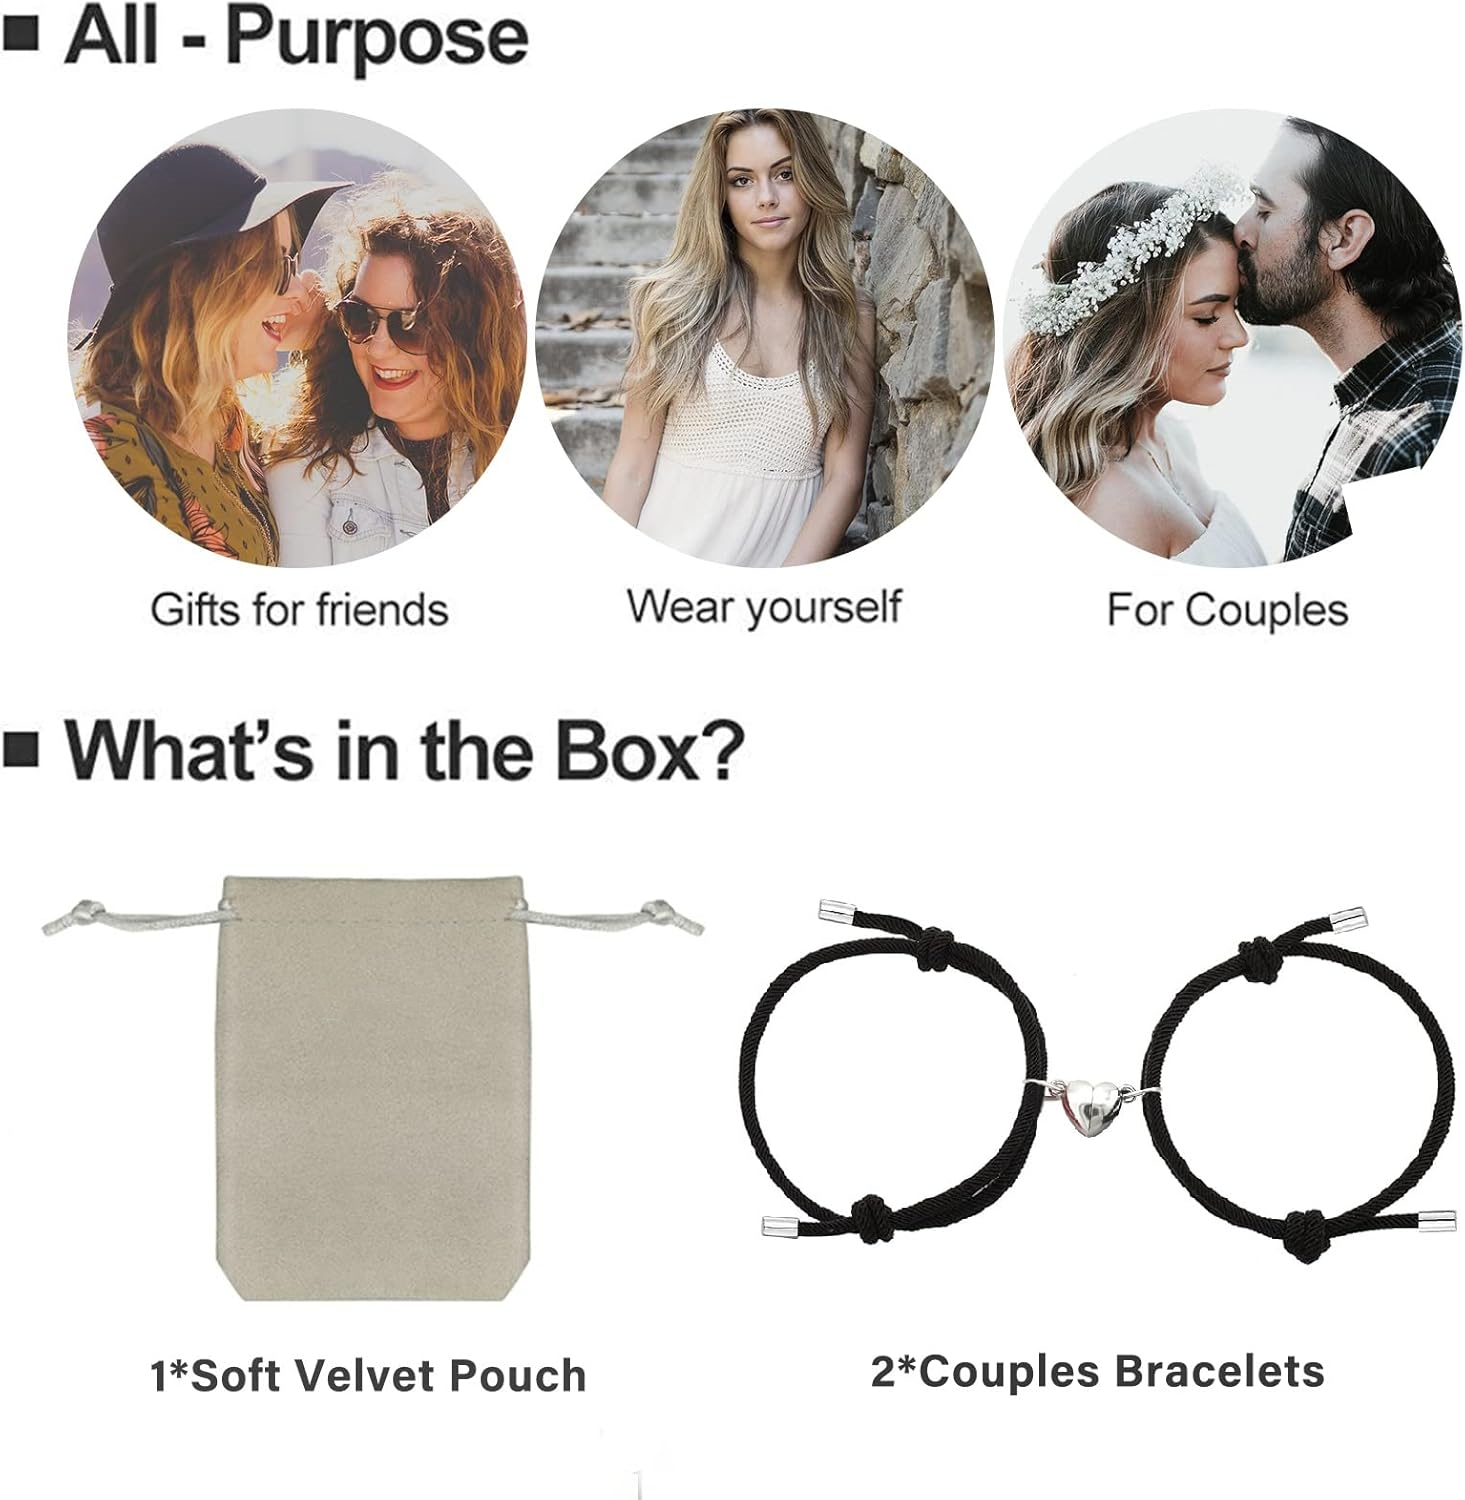 ■ All - Purpose
Gifts for friends
Wear yourself
For Couples
■ What's in the Box?
1*Soft Velvet Pouch
2*Couples Bracelets
1